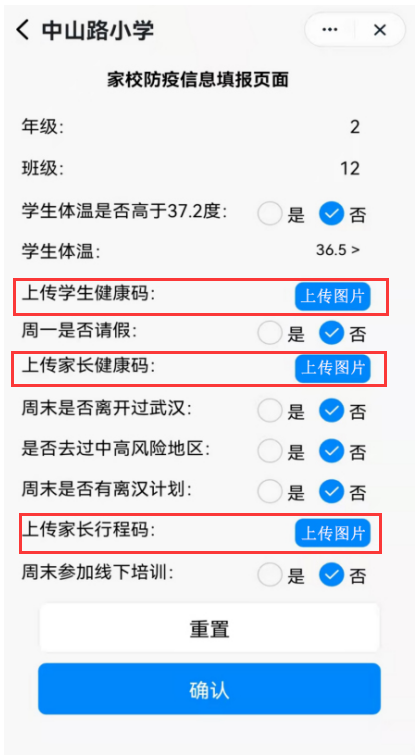 中山路小学
家校防疫信息填报页面
年级: 2
班级: 12
学生体温是否高于37.2度: 是 否
学生体温: 36.5 >
上传学生健康码: 上传图片
周一是否请假: 是 否
上传家长健康码: 上传图片
周末是否离开过武汉: 是 否
是否去过中高风险地区: 是 否
周末是否有离汉计划: 是 否
上传家长行程码: 上传图片
周末参加线下培训: 是 否
重置
确认